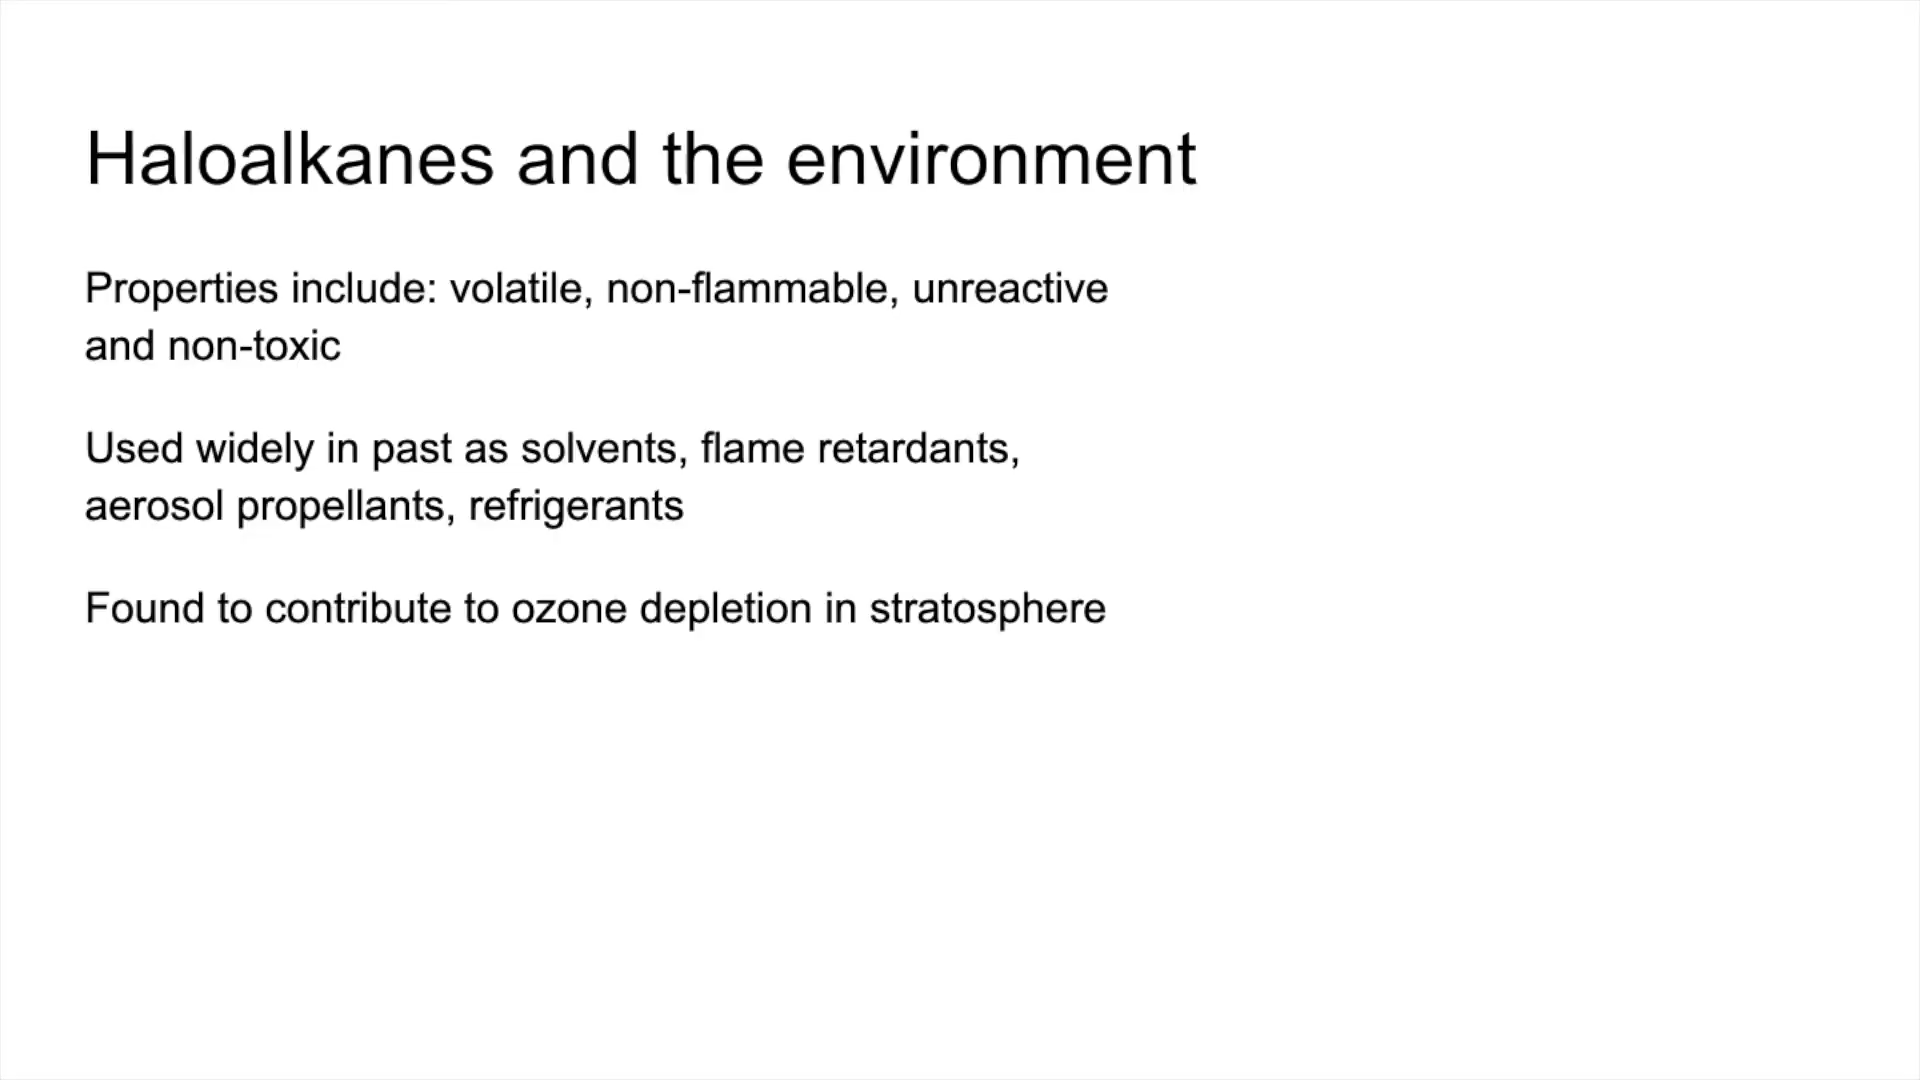 Haloalkanes and the environment
Properties include: volatile, non-flammable, unreactive
and non-toxic
Used widely in past as solvents, flame retardants,
aerosol propellants, refrigerants
Found to contribute to ozone depletion in stratosphere